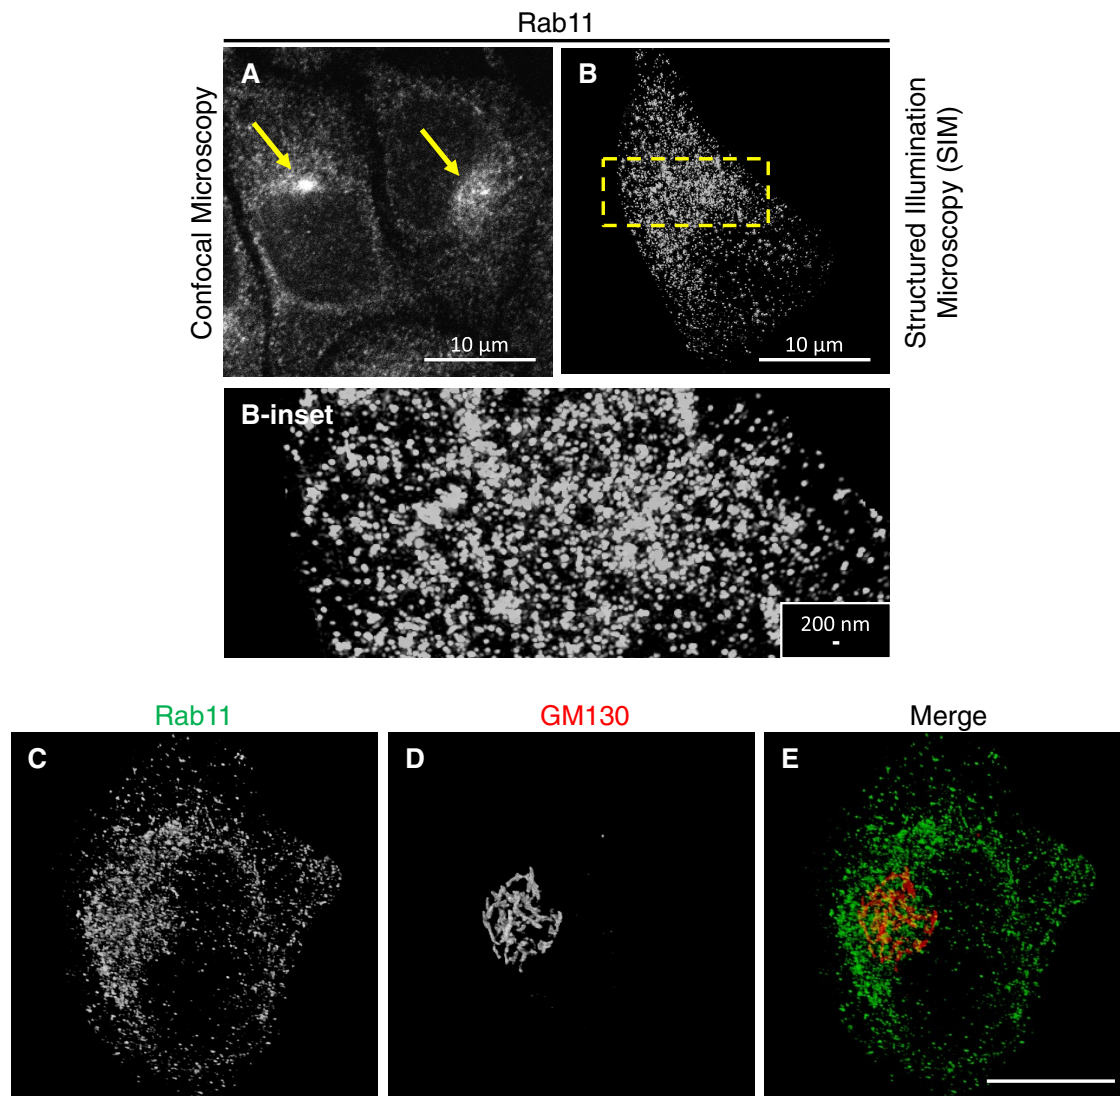 Rab11
Confocal Microscopy
A
10 µm
B
10 µm
Structured Illumination
Microscopy (SIM)
B-inset
200 nm
Rab11
GM130
Merge
C
D
E